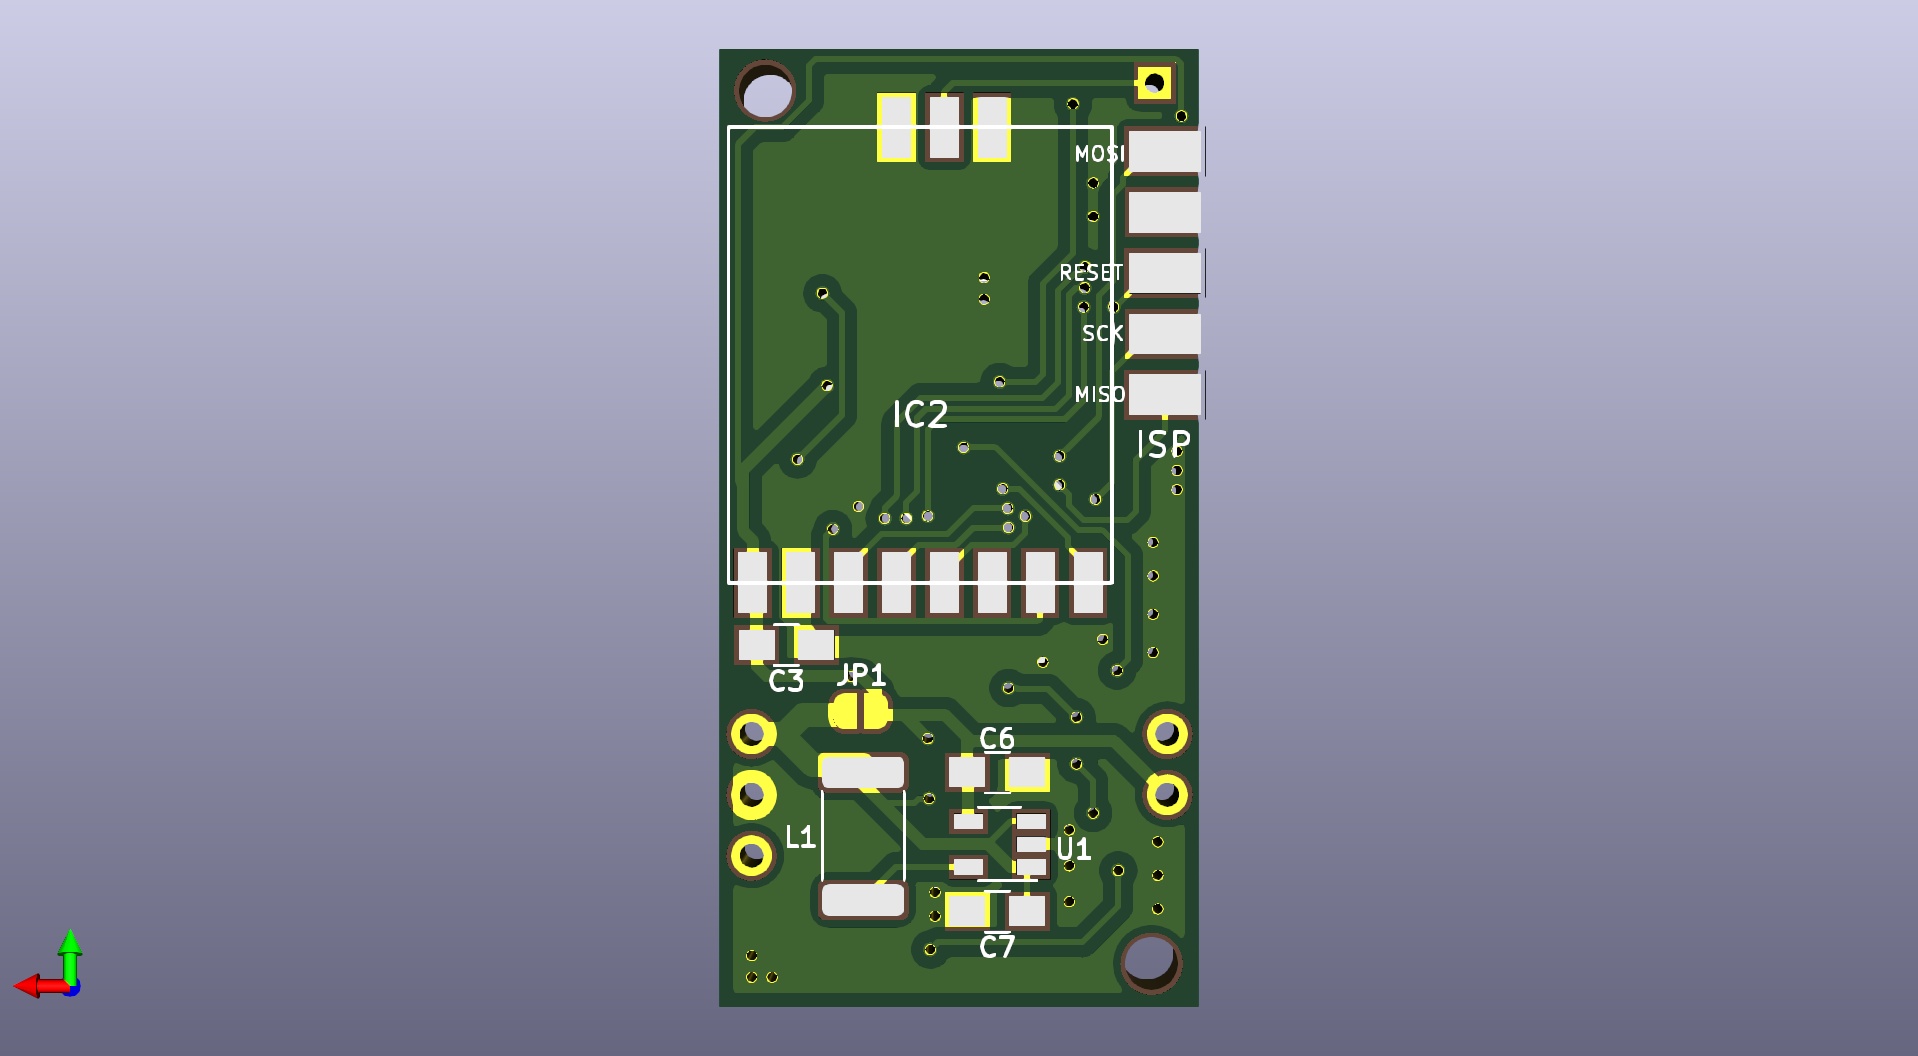 MOSI
RESET
SCK
MISO
IC2
ISP
C3
JP1
C6
L1
U1
C7